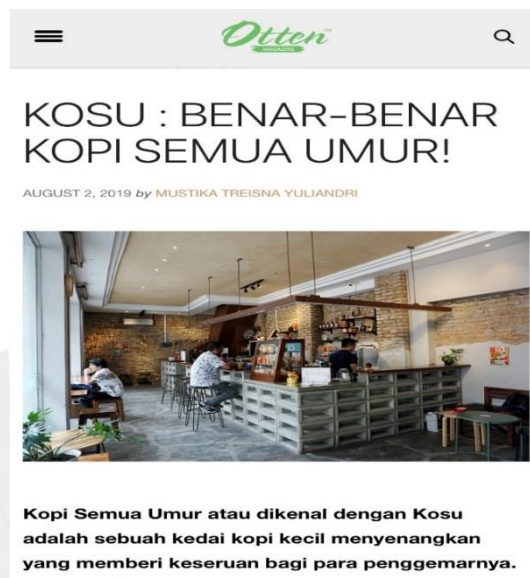 Otten
MAGAZINE
KOSU : BENAR-BENAR
KOPI SEMUA UMUR!
AUGUST 2, 2019 by MUSTIKA TREISNA YULIANDRI
Kopi Semua Umur atau dikenal dengan Kosu
adalah sebuah kedai kopi kecil menyenangkan
yang memberi keseruan bagi para penggemarnya.